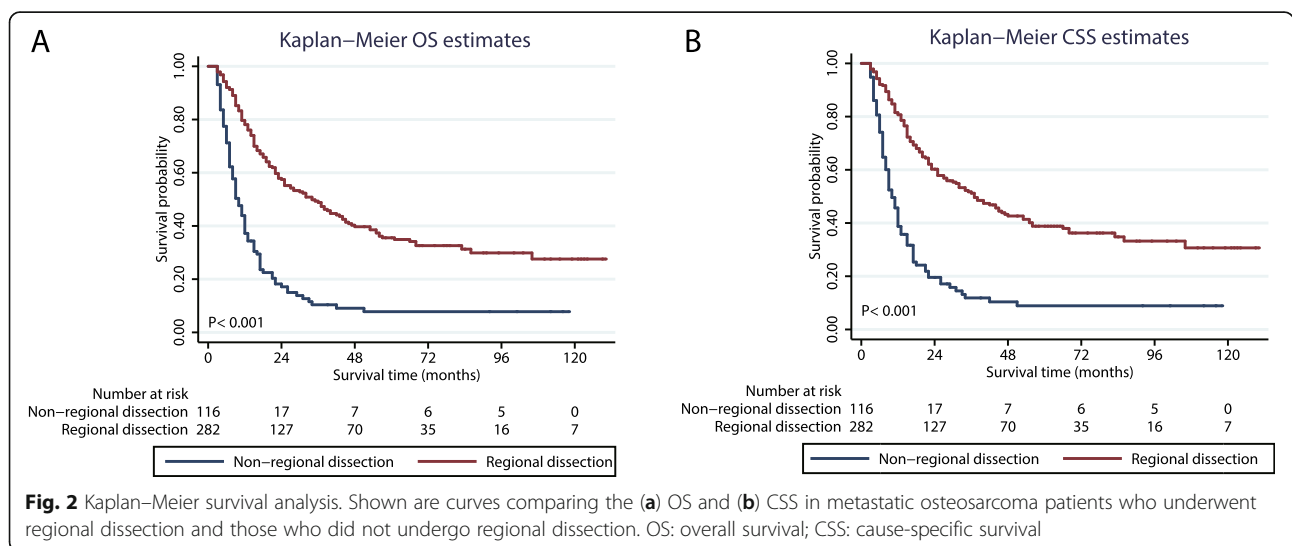 A
Kaplan−Meier OS estimates
Survival probability
1.00
0.80
0.60
0.40
0.20
0.00
P< 0.001
0 24 48 72 96 120
Survival time (months)
Number at risk
Non−regional dissection 116 17 7 6 5 0
Regional dissection 282 127 70 35 16 7
Non−regional dissection Regional dissection
B
Kaplan−Meier CSS estimates
Survival probability
1.00
0.80
0.60
0.40
0.20
0.00
P< 0.001
0 24 48 72 96 120
Survival time (months)
Number at risk
Non−regional dissection 116 17 7 6 5 0
Regional dissection 282 127 70 35 16 7
Non−regional dissection Regional dissection
Fig. 2 Kaplan–Meier survival analysis. Shown are curves comparing the (a) OS and (b) CSS in metastatic osteosarcoma patients who underwent
regional dissection and those who did not undergo regional dissection. OS: overall survival; CSS: cause-specific survival